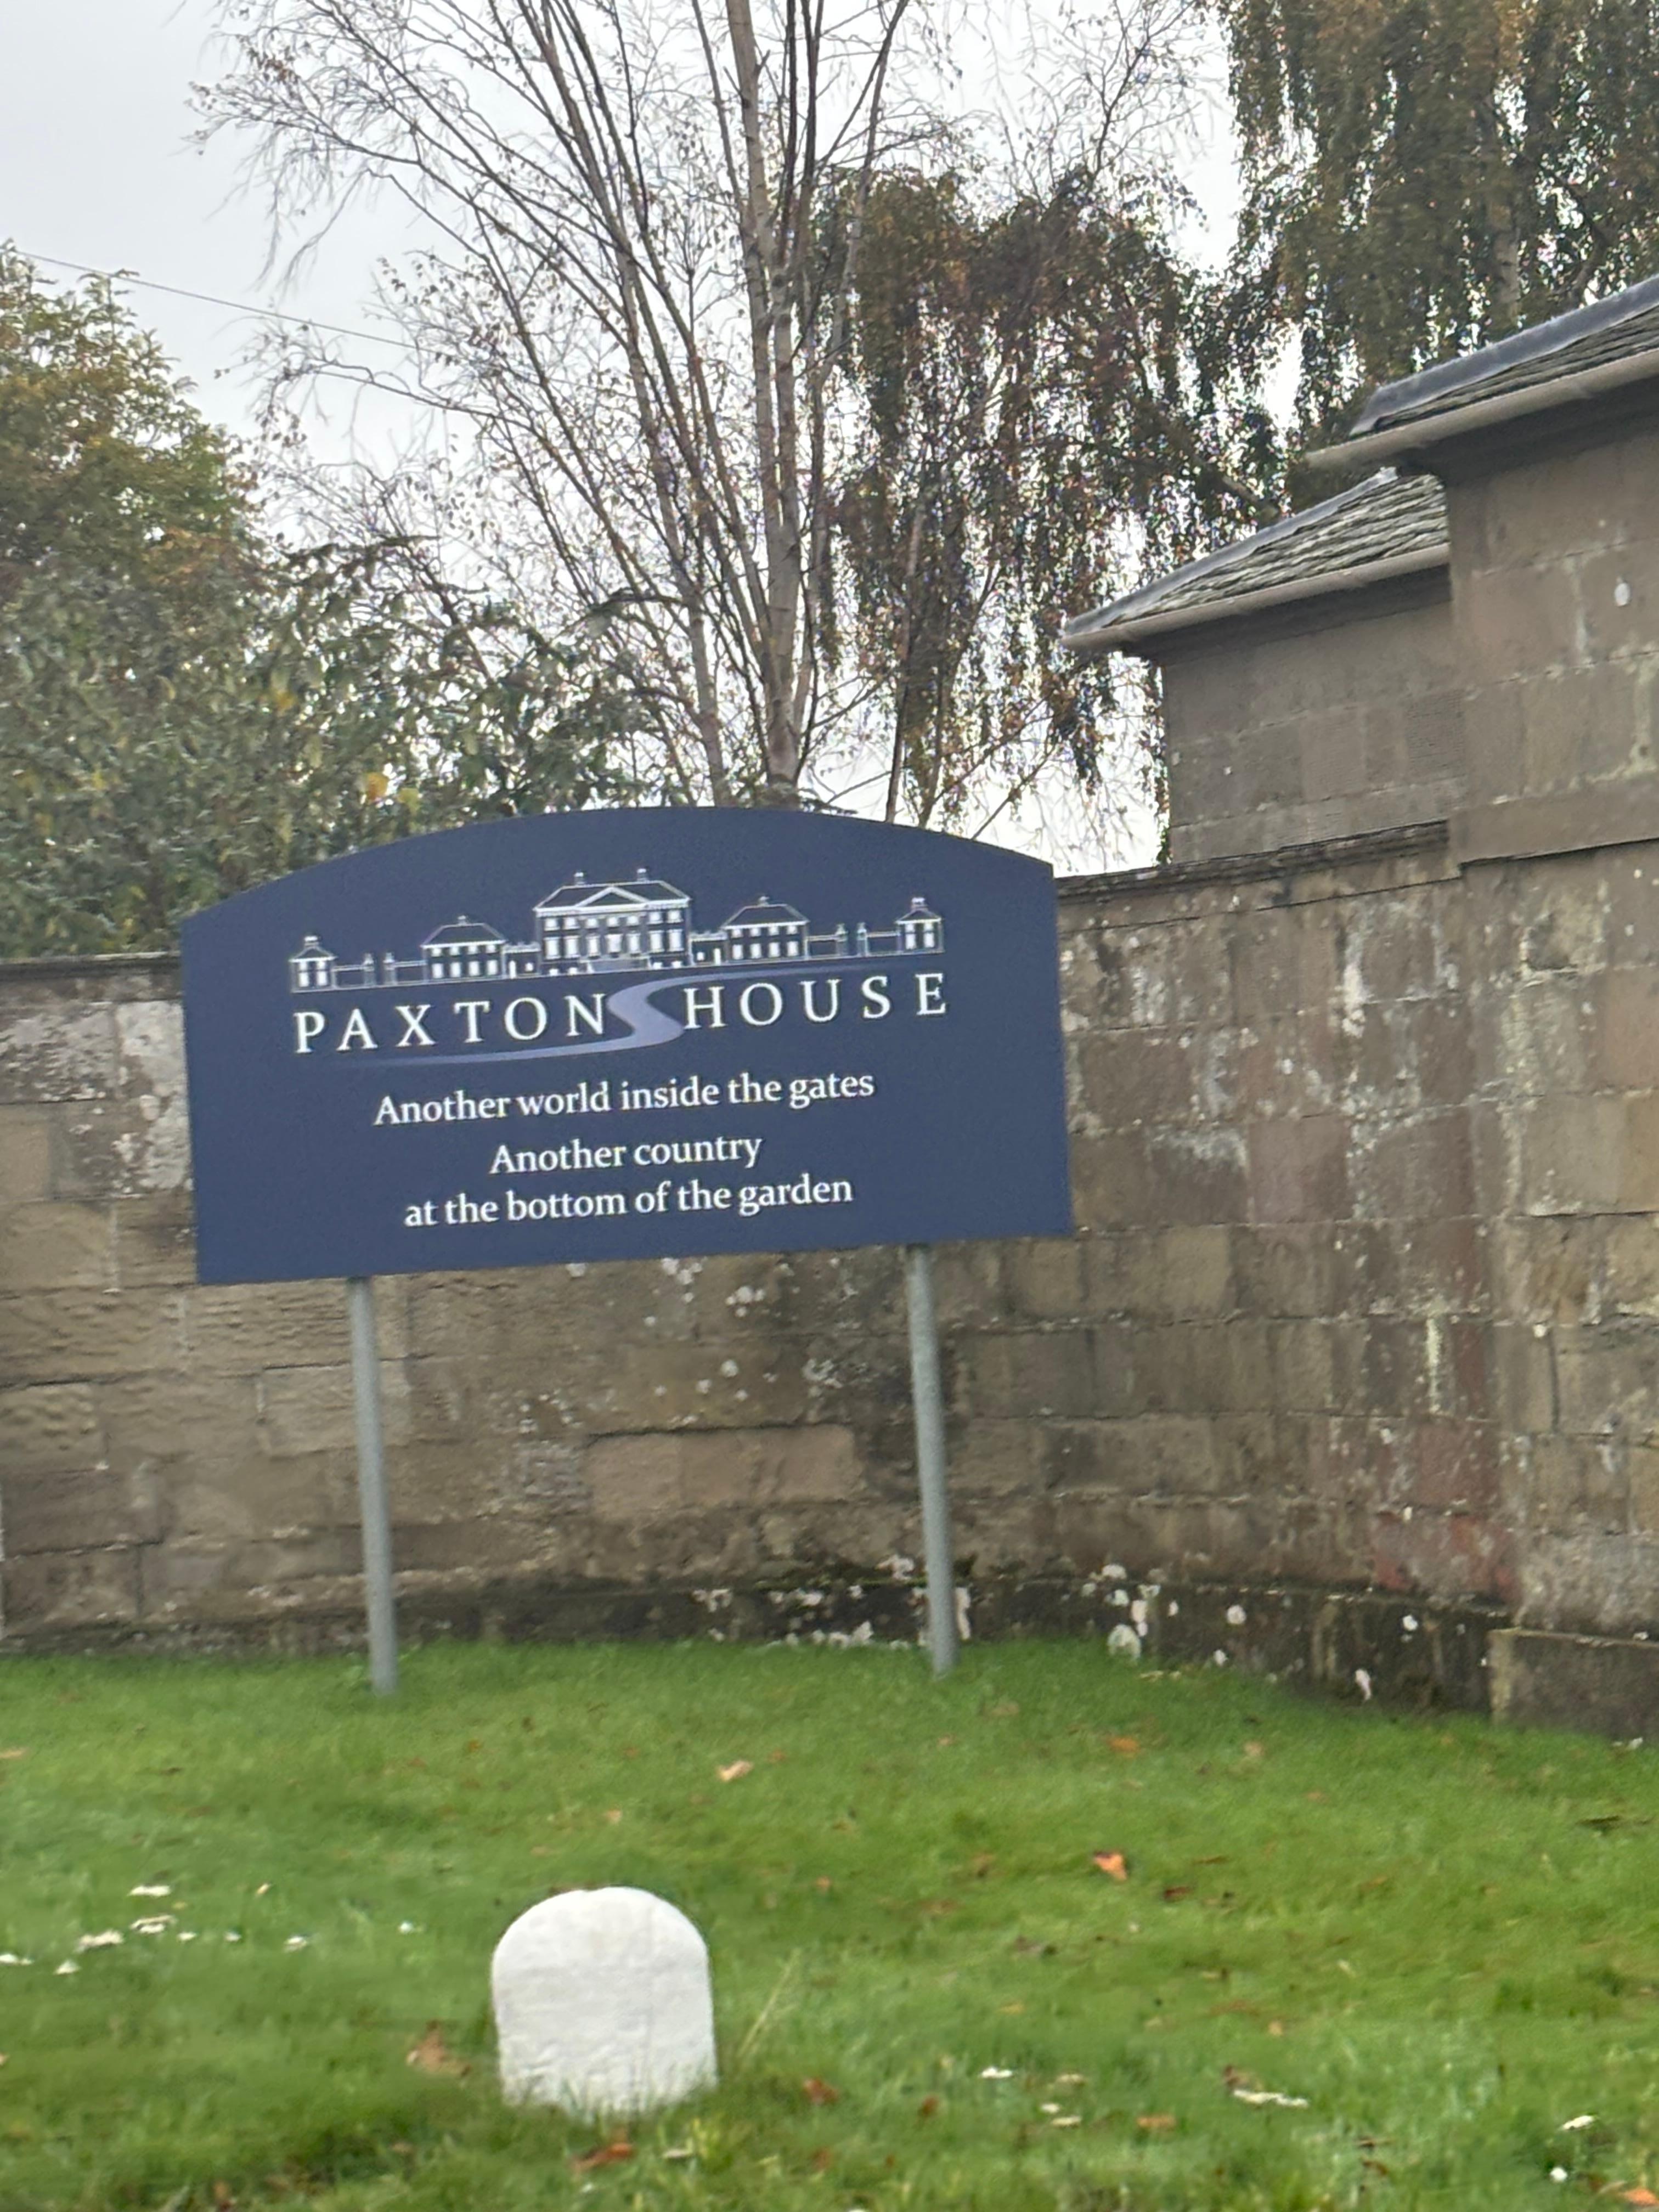 PAXTON HOUSE
Another world inside the gates
Another country
at the bottom of the garden